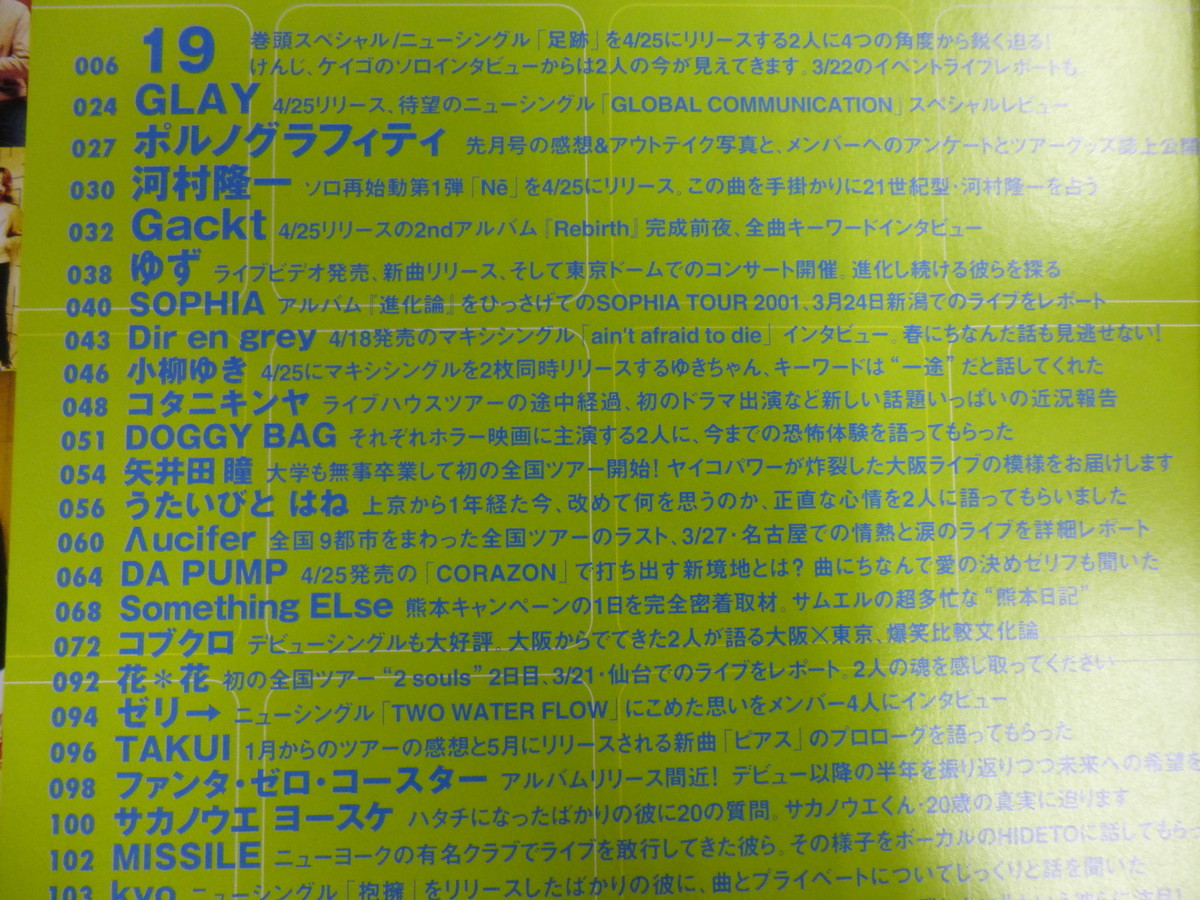 006 19 巻頭スペシャル/ニューシングル「足跡」を4/25にリリースする2人に4つの角度から鋭く迫る!
けんじ、ケイゴのソロインタビューからは2人の今が見えてきます。3/22のイベントライブレポートも
024 GLAY 4/25リリース、待望のニューシングル「GLOBAL COMMUNICATION」スペシャルレビュー
027 ポルノグラフィティ 先月号の感想&アウトテイク写真と、メンバーへのアンケートとツアーグッズ誌上公開
030 河村隆一 ソロ再始動第1弾「Nē」を4/25にリリース。この曲を手掛かりに21世紀型・河村隆一を占う
032 Gackt 4/25リリースの2ndアルバム『Rebirth』完成前夜、全曲キーワードインタビュー
038 ゆず ライブビデオ発売、新曲リリース、そして東京ドームでのコンサート開催。進化し続ける彼らを探る
040 SOPHIA アルバム『進化論』をひっさげてのSOPHIA TOUR 2001、3月24日新潟でのライブをレポート
043 Dir en grey 4/18発売のマキシシングル「ain't afraid to die」インタビュー。春にちなんだ話も見逃せない!
046 小柳ゆき 4/25にマキシシングルを2枚同時リリースするゆきちゃん、キーワードは“一途”だと話してくれた
048 コタニキンヤ ライブハウスツアーの途中経過、初のドラマ出演など新しい話題いっぱいの近況報告
051 DOGGY BAG それぞれホラー映画に主演する2人に、今までの恐怖体験を語ってもらった
054 矢井田 瞳 大学も無事卒業して初の全国ツアー開始! ヤイコパワーが炸裂した大阪ライブの模様をお届けします
056 うたいびと はね 上京から1年経た今、改めて何を思うのか、正直な心情を2人に語ってもらいました
060 Λucifer 全国9都市をまわった全国ツアーのラスト、3/27・名古屋での情熱と涙のライブを詳細レポート
064 DA PUMP 4/25発売の「CORAZON」で打ち出す新境地とは? 曲にちなんで愛の決めゼリフも聞いた
068 Something ELse 熊本キャンペーンの1日を完全密着取材。サムエルの超多忙な“熊本日記”
072 コブクロ デビューシングルも大好評。大阪からでてきた2人が語る大阪×東京、爆笑比較文化論
092 花＊花 初の全国ツアー“2 souls”2日目、3/21・仙台でのライブをレポート。2人の魂を感じ取ってください
094 ゼリ→ ニューシングル「TWO WATER FLOW」にこめた思いをメンバー4人にインタビュー
096 TAKUI 1月からのツアーの感想と5月にリリースされる新曲「ピアス」のプロローグを語ってもらった
098 ファンタ・ゼロ・コースター アルバムリリース間近! デビュー以降の半年を振り返りつつ未来への希望を
100 サカノウエ ヨースケ ハタチになったばかりの彼に20の質問。サカノウエくん・20歳の真実に迫ります
102 MISSILE ニューヨークの有名クラブでライブを敢行してきた彼ら。その様子をボーカルのHIDETOに話してもら
103 kyo ニューシングル「抱擁」をリリースしたばかりの彼に、曲とプライベートについてじっくりと話を聞いた